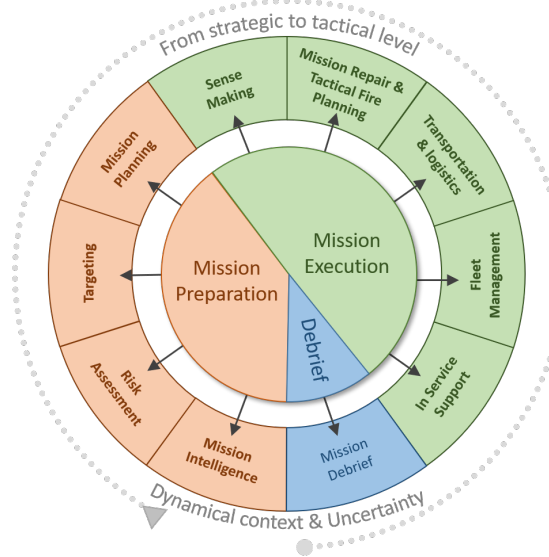 From strategic to tactical level
Sense
Making
Mission Repair &
Tactical Fire
Planning
Transportation
& logistics
Fleet
Management
In Service
Support
Mission
Debrief
Mission
Intelligence
Risk
Assessment
Targeting
Mission
Planning
Mission
Execution
Mission
Preparation
Debrief
Dynamical context & Uncertainty